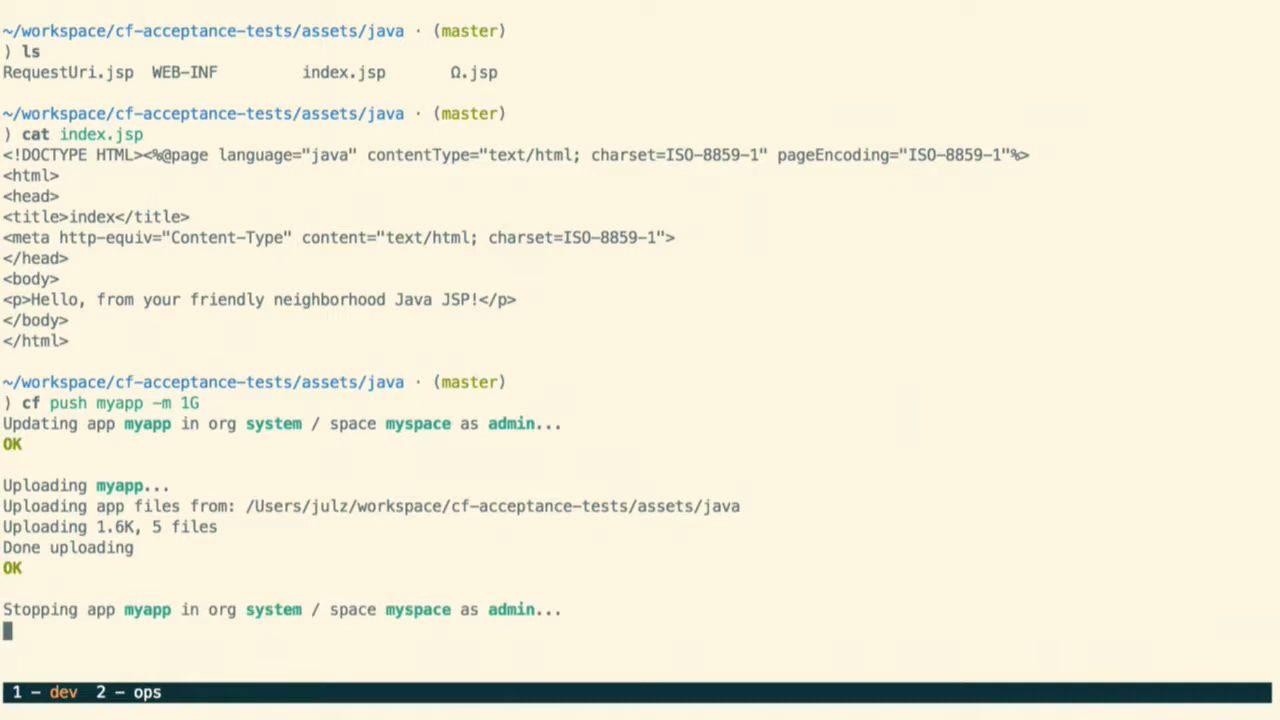 ~/workspace/cf-acceptance-tests/assets/java · (master)
) ls
RequestUri.jsp  WEB-INF         index.jsp       Ω.jsp
~/workspace/cf-acceptance-tests/assets/java · (master)
) cat index.jsp
<!DOCTYPE HTML><%@page language="java" contentType="text/html; charset=ISO-8859-1" pageEncoding="ISO-8859-1"%>
<html>
<head>
<title>index</title>
<meta http-equiv="Content-Type" content="text/html; charset=ISO-8859-1">
</head>
<body>
<p>Hello, from your friendly neighborhood Java JSP!</p>
</body>
</html>
~/workspace/cf-acceptance-tests/assets/java · (master)
) cf push myapp -m 1G
Updating app myapp in org system / space myspace as admin...
OK
Uploading myapp...
Uploading app files from: /Users/julz/workspace/cf-acceptance-tests/assets/java
Uploading 1.6K, 5 files
Done uploading
OK
Stopping app myapp in org system / space myspace as admin...
1 - dev  2 - ops